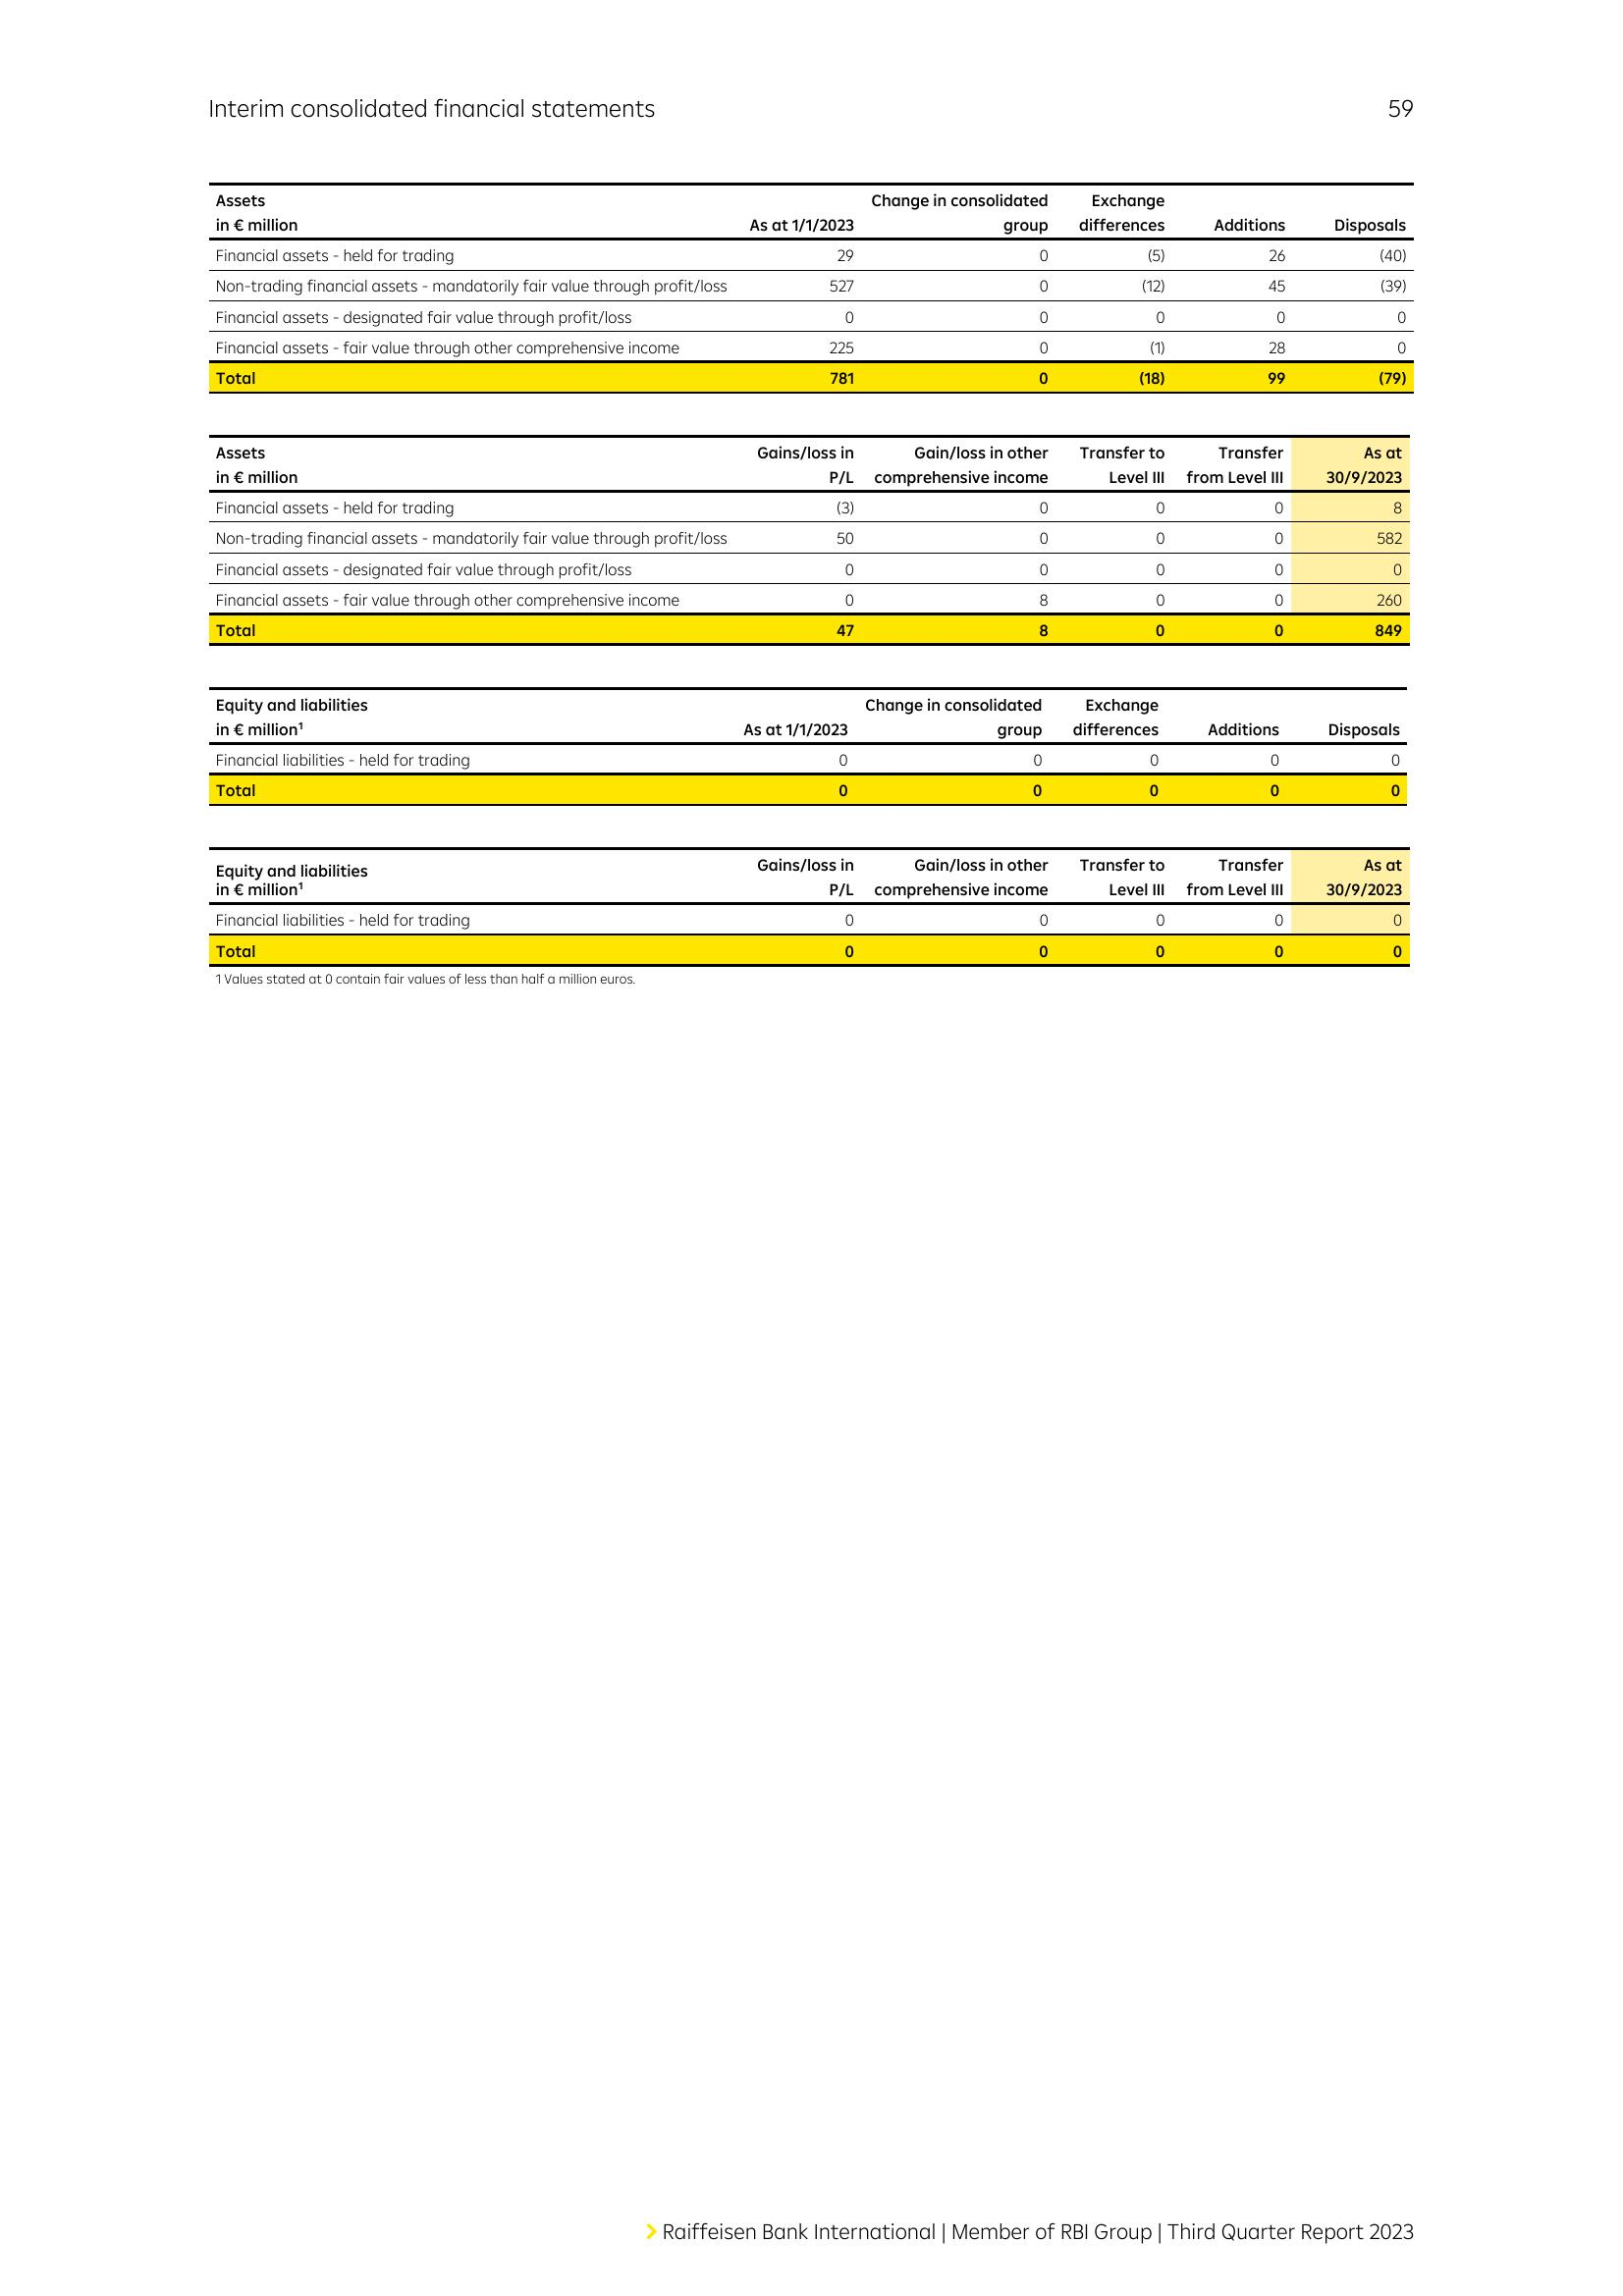 Interim consolidated financial statements 59
Assets Change in consolidated Exchange
in € million As at 1/1/2023 group differences Additions Disposals
Financial assets - held for trading 29 0 (5) 26 (40)
Non-trading financial assets - mandatorily fair value through profit/loss 527 0 (12) 45 (39)
Financial assets - designated fair value through profit/loss 0 0 0 0 0
Financial assets - fair value through other comprehensive income 225 0 (1) 28 0
Total 781 0 (18) 99 (79)
Assets Gains/loss in Gain/loss in other Transfer to Transfer As at
in € million P/L comprehensive income Level III from Level III 30/9/2023
Financial assets - held for trading (3) 0 0 0 8
Non-trading financial assets - mandatorily fair value through profit/loss 50 0 0 0 582
Financial assets - designated fair value through profit/loss 0 0 0 0 0
Financial assets - fair value through other comprehensive income 0 8 0 0 260
Total 47 8 0 0 849
Equity and liabilities Change in consolidated Exchange
in € million¹ As at 1/1/2023 group differences Additions Disposals
Financial liabilities - held for trading 0 0 0 0 0
Total 0 0 0 0 0
Equity and liabilities Gains/loss in Gain/loss in other Transfer to Transfer As at
in € million¹ P/L comprehensive income Level III from Level III 30/9/2023
Financial liabilities - held for trading 0 0 0 0 0
Total 0 0 0 0 0
1 Values stated at 0 contain fair values of less than half a million euros.
Raiffeisen Bank International | Member of RBI Group | Third Quarter Report 2023